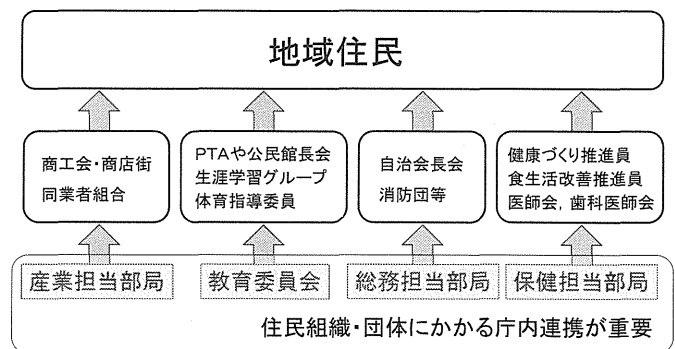 地域住民
商工会・商店街
同業者組合
PTAや公民館長会
生涯学習グループ
体育指導委員
自治会長会
消防団等
健康づくり推進員
食生活改善推進員
医師会,歯科医師会
産業担当部局
教育委員会
総務担当部局
保健担当部局
住民組織・団体にかかる庁内連携が重要